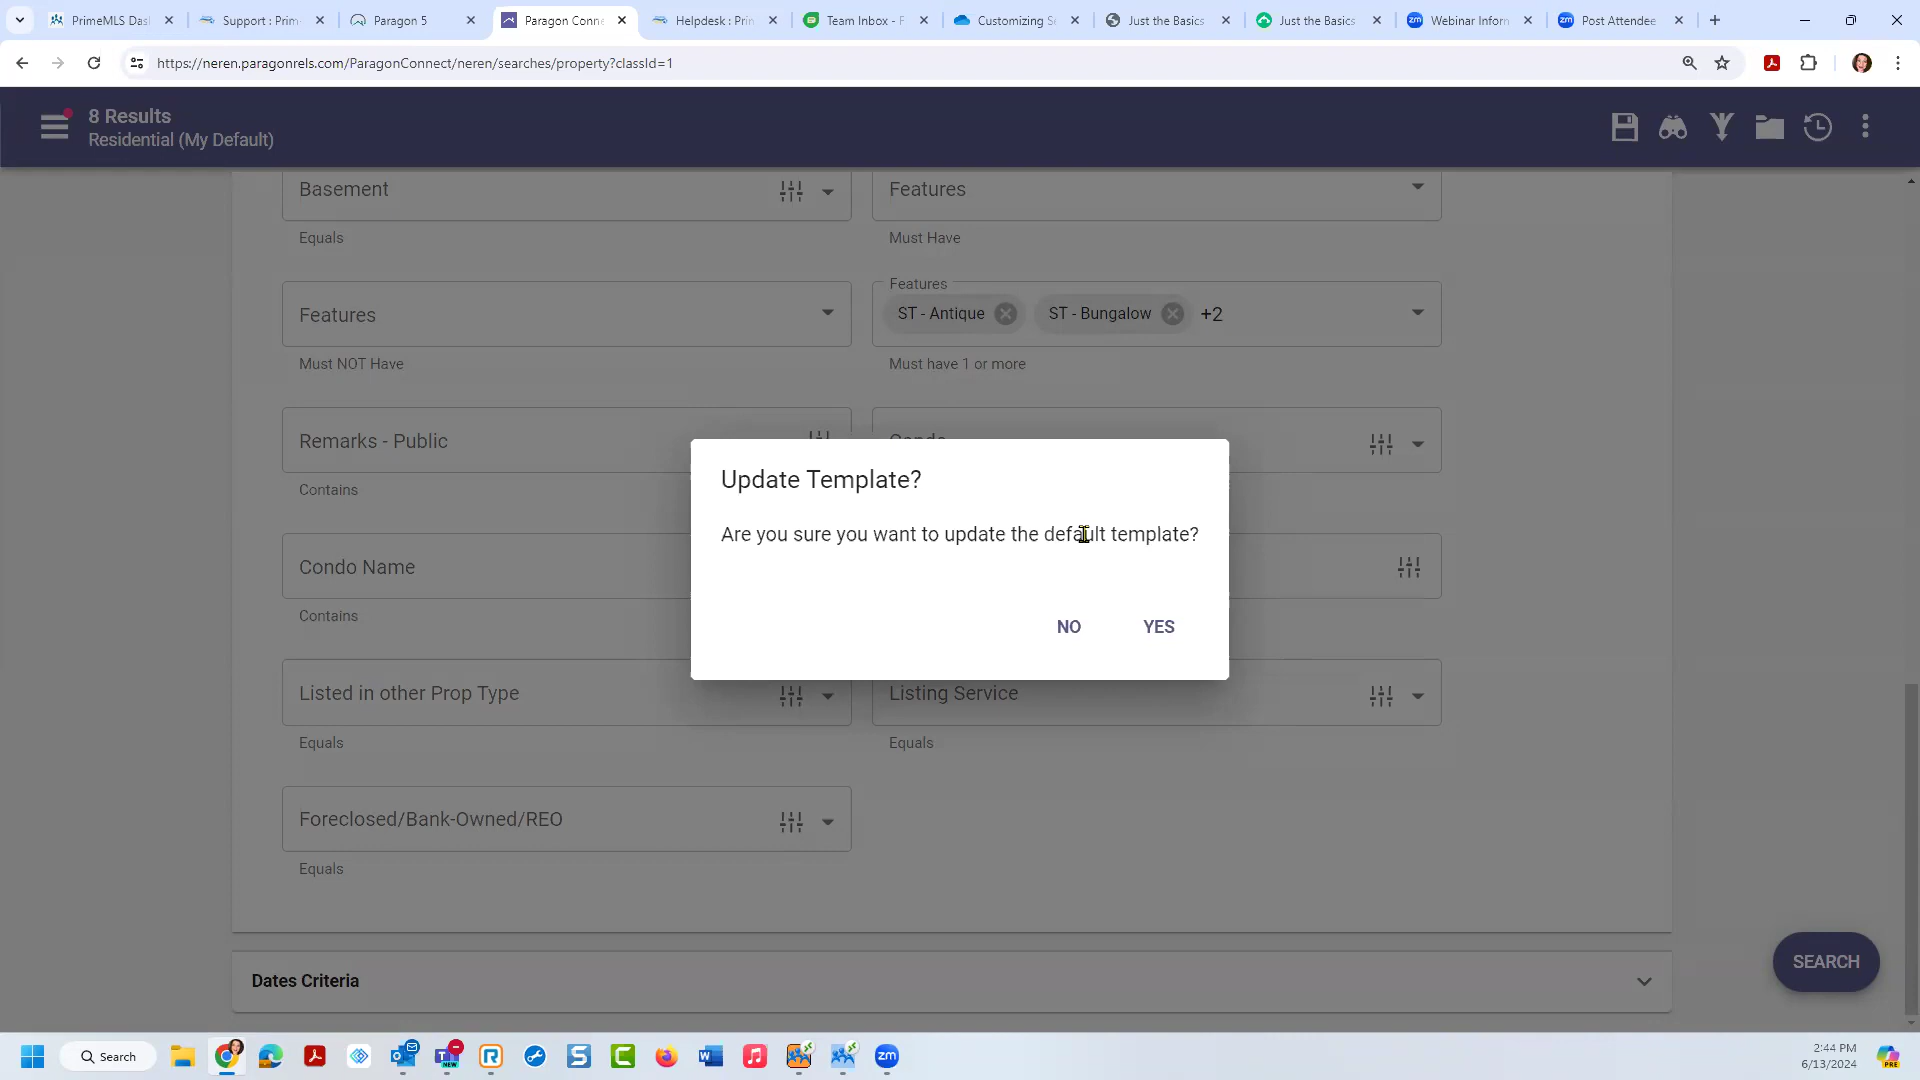 PrimeMLS Das
Support : Prim
Paragon 5
Paragon Conne
Helpdesk : Prim
Team Inbox - F
Customizing Se
Just the Basics
Just the Basics
Webinar Inform
Post Attendee
https://neren.paragonrels.com/ParagonConnect/neren/searches/property?classId=1
8 Results
Residential (My Default)
Basement
Features
Equals
Must Have
Features
Features
ST - Antique
ST - Bungalow
+2
Must NOT Have
Must have 1 or more
Remarks - Public
Contains
Update Template?
Are you sure you want to update the default template?
Condo Name
Contains
NO
YES
Listed in other Prop Type
Listing Service
Equals
Equals
Foreclosed/Bank-Owned/REO
Equals
SEARCH
Dates Criteria
Search
zm
2:44 PM
6/13/2024